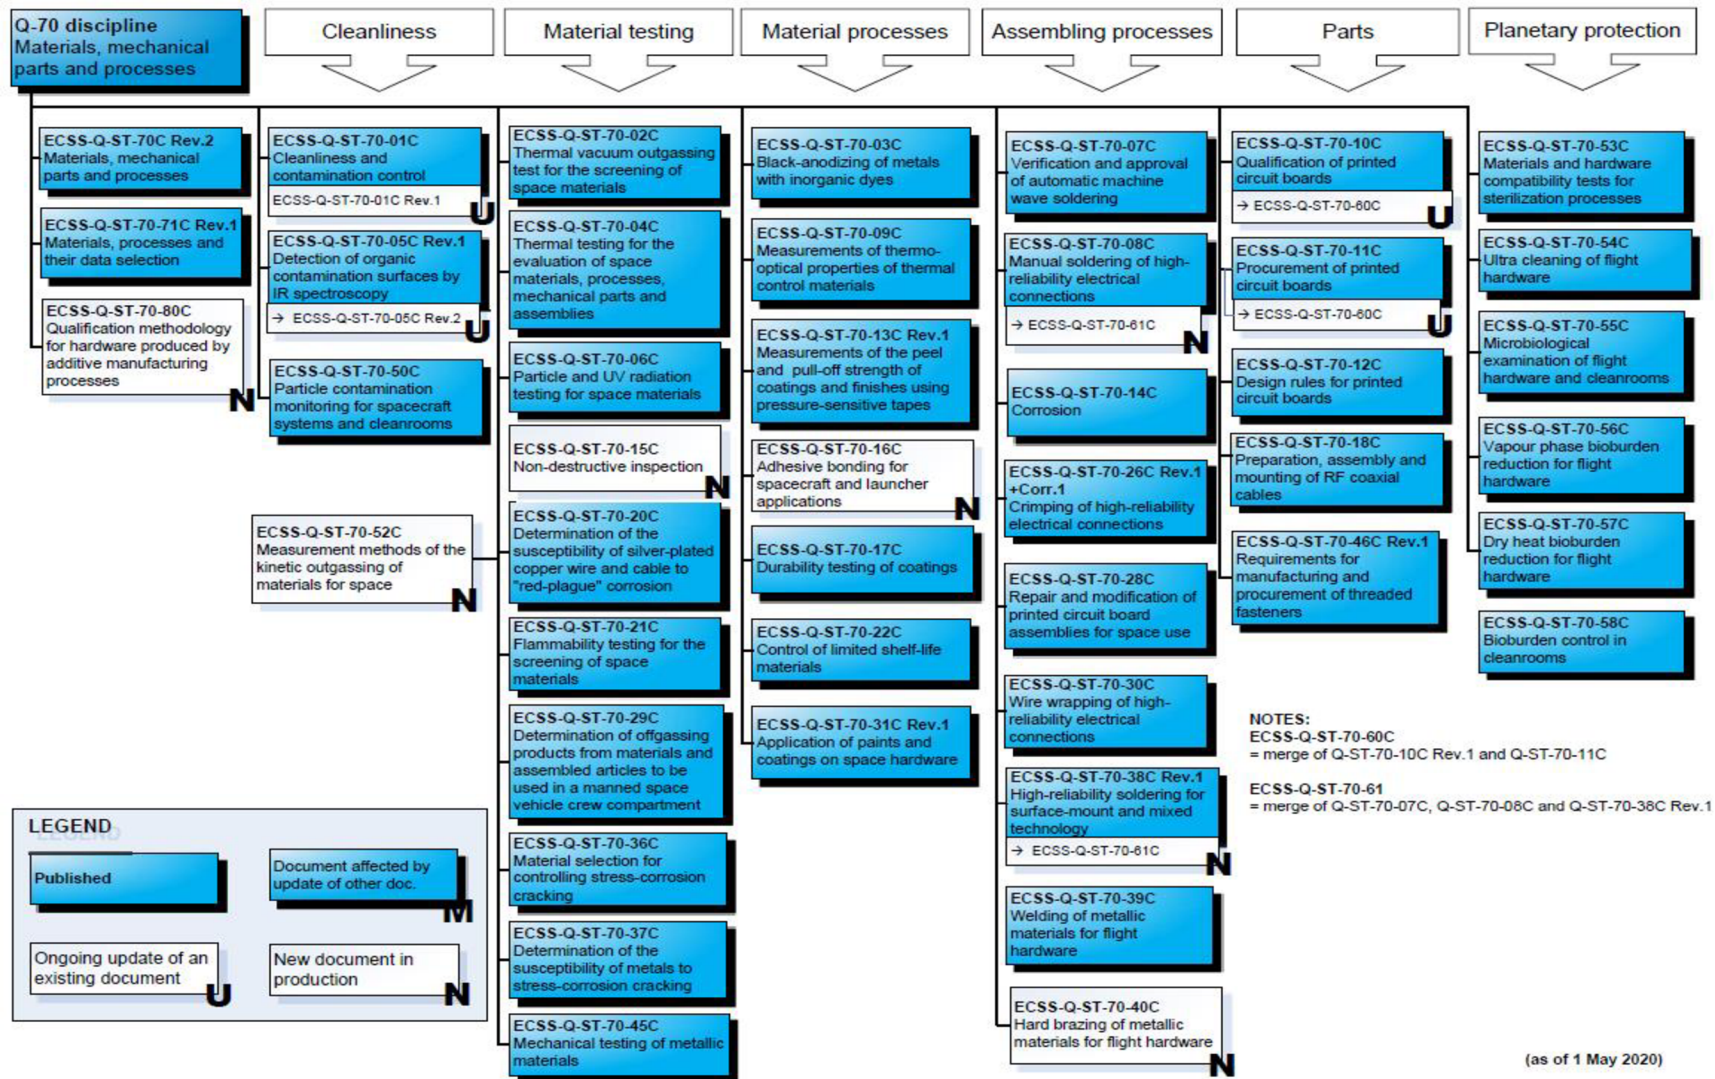 Q-70 discipline
Materials, mechanical
parts and processes
Cleanliness
Material testing
Material processes
Assembling processes
Parts
Planetary protection
ECSS-Q-ST-70C Rev.2
Materials, mechanical
parts and processes
ECSS-Q-ST-70-71C Rev.1
Materials, processes and
their data selection
ECSS-Q-ST-70-80C
Qualification methodology
for hardware produced by
additive manufacturing
processes
N
ECSS-Q-ST-70-01C
Cleanliness and
contamination control
ECSS-Q-ST-70-01C Rev.1
U
ECSS-Q-ST-70-05C Rev.1
Detection of organic
contamination surfaces by
IR spectroscopy
→ ECSS-Q-ST-70-05C Rev.2
U
ECSS-Q-ST-70-50C
Particle contamination
monitoring for spacecraft
systems and cleanrooms
ECSS-Q-ST-70-52C
Measurement methods of the
kinetic outgassing of
materials for space
N
ECSS-Q-ST-70-02C
Thermal vacuum outgassing
test for the screening of
space materials
ECSS-Q-ST-70-04C
Thermal testing for the
evaluation of space
materials, processes,
mechanical parts and
assemblies
ECSS-Q-ST-70-06C
Particle and UV radiation
testing for space materials
ECSS-Q-ST-70-15C
Non-destructive inspection
N
ECSS-Q-ST-70-20C
Determination of the
susceptibility of silver-plated
copper wire and cable to
"red-plague" corrosion
ECSS-Q-ST-70-21C
Flammability testing for the
screening of space
materials
ECSS-Q-ST-70-29C
Determination of offgassing
products from materials and
assembled articles to be
used in a manned space
vehicle crew compartment
ECSS-Q-ST-70-36C
Material selection for
controlling stress-corrosion
cracking
ECSS-Q-ST-70-37C
Determination of the
susceptibility of metals to
stress-corrosion cracking
ECSS-Q-ST-70-45C
Mechanical testing of metallic
materials
ECSS-Q-ST-70-03C
Black-anodizing of metals
with inorganic dyes
ECSS-Q-ST-70-09C
Measurements of thermo-
optical properties of thermal
control materials
ECSS-Q-ST-70-13C Rev.1
Measurements of the peel
and pull-off strength of
coatings and finishes using
pressure-sensitive tapes
ECSS-Q-ST-70-16C
Adhesive bonding for
spacecraft and launcher
applications
N
ECSS-Q-ST-70-17C
Durability testing of coatings
ECSS-Q-ST-70-22C
Control of limited shelf-life
materials
ECSS-Q-ST-70-31C Rev.1
Application of paints and
coatings on space hardware
ECSS-Q-ST-70-07C
Verification and approval
of automatic machine
wave soldering
ECSS-Q-ST-70-08C
Manual soldering of high-
reliability electrical
connections
→ ECSS-Q-ST-70-61C
N
ECSS-Q-ST-70-14C
Corrosion
ECSS-Q-ST-70-26C Rev.1
+Corr.1
Crimping of high-reliability
electrical connections
ECSS-Q-ST-70-28C
Repair and modification of
printed circuit board
assemblies for space use
ECSS-Q-ST-70-30C
Wire wrapping of high-
reliability electrical
connections
ECSS-Q-ST-70-38C Rev.1
High-reliability soldering for
surface-mount and mixed
technology
→ ECSS-Q-ST-70-61C
N
ECSS-Q-ST-70-39C
Welding of metallic
materials for flight
hardware
ECSS-Q-ST-70-40C
Hard brazing of metallic
materials for flight hardware
N
ECSS-Q-ST-70-10C
Qualification of printed
circuit boards
→ ECSS-Q-ST-70-60C
U
ECSS-Q-ST-70-11C
Procurement of printed
circuit boards
→ ECSS-Q-ST-70-60C
U
ECSS-Q-ST-70-12C
Design rules for printed
circuit boards
ECSS-Q-ST-70-18C
Preparation, assembly and
mounting of RF coaxial
cables
ECSS-Q-ST-70-46C Rev.1
Requirements for
manufacturing and
procurement of threaded
fasteners
ECSS-Q-ST-70-53C
Materials and hardware
compatibility tests for
sterilization processes
ECSS-Q-ST-70-54C
Ultra cleaning of flight
hardware
ECSS-Q-ST-70-55C
Microbiological
examination of flight
hardware and cleanrooms
ECSS-Q-ST-70-56C
Vapour phase bioburden
reduction for flight
hardware
ECSS-Q-ST-70-57C
Dry heat bioburden
reduction for flight
hardware
ECSS-Q-ST-70-58C
Bioburden control in
cleanrooms
NOTES:
ECSS-Q-ST-70-60C
= merge of Q-ST-70-10C Rev.1 and Q-ST-70-11C
ECSS-Q-ST-70-61
= merge of Q-ST-70-07C, Q-ST-70-08C and Q-ST-70-38C Rev.1
LEGEND
Published
Document affected by
update of other doc.
M
Ongoing update of an
existing document
U
New document in
production
N
(as of 1 May 2020)